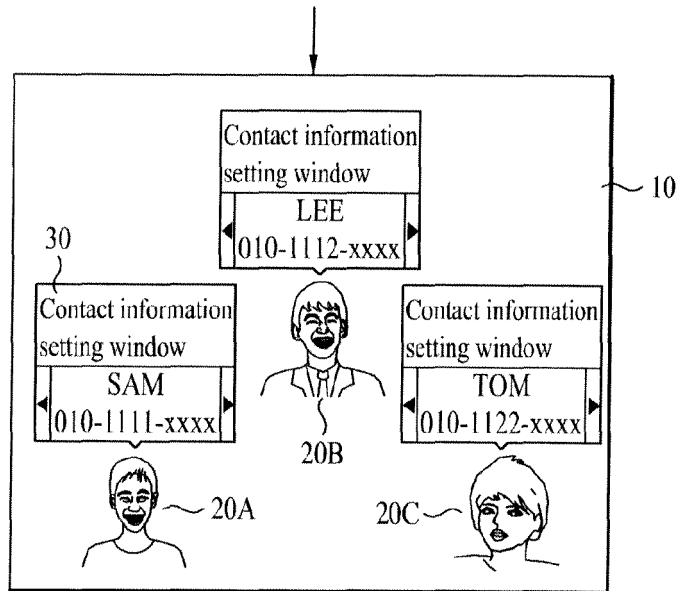 Contact information
setting window
LEE
010-1112-xxxx
10
30
Contact information
setting window
SAM
010-1111-xxxx
Contact information
setting window
TOM
010-1122-xxxx
20B
20A
20C